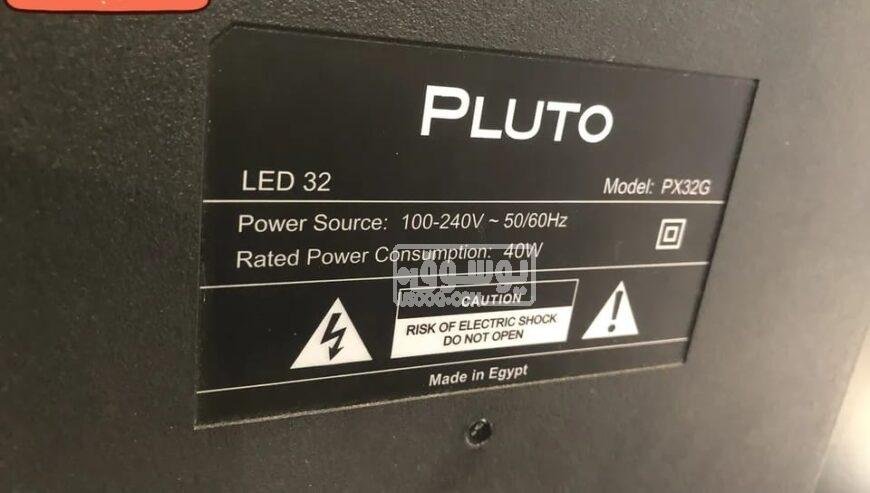 PLUTO
LED 32
Model: PX32G
Power Source: 100-240V ~ 50/60Hz
Rated Power Consumption: 40W
CAUTION
RISK OF ELECTRIC SHOCK
DO NOT OPEN
Made in Egypt